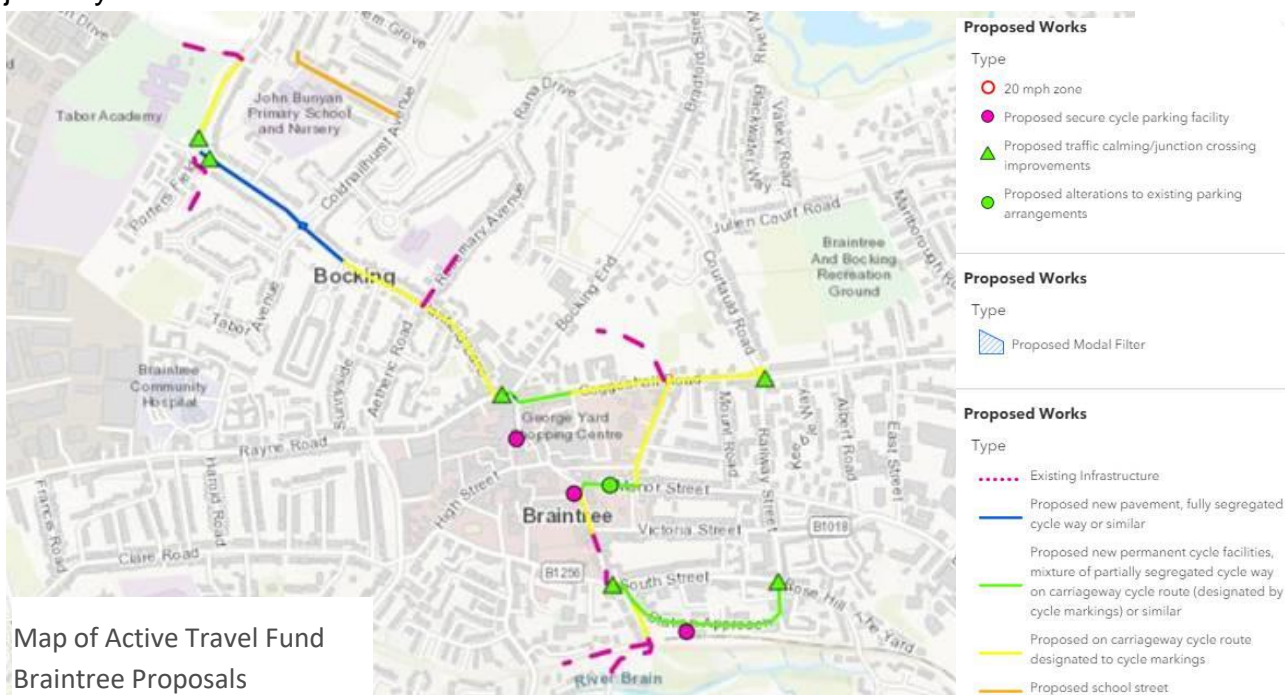 Tabor Academy
John Bunyan
Primary School
and Nursery
Coldnailhurst Avenue
Rana Drive
Bradford Street
Blackwater Way
Valley Road
Julien Court Road
Marlborough
Braintree
And Bocking
Recreation
Ground
Courtauld Road
Bocking End
Bocking
Tabor Avenue
Sunnyside
Aetheric Road
Braintree
Community
Hospital
Rayne Road
Coggeshall Road
George Yard
Shopping Centre
Mount Road
Railway Street
Albert Road
East Street
High Street
Manor Street
Braintree
Victoria Street
B1018
Francis Road
Clare Road
B1256
South Street
Rose Hill
Station Approach
River Brain
Map of Active Travel Fund
Braintree Proposals
Proposed Works
Type
20 mph zone
Proposed secure cycle parking facility
Proposed traffic calming/junction crossing
improvements
Proposed alterations to existing parking
arrangements
Proposed Works
Type
Proposed Modal Filter
Proposed Works
Type
Existing Infrastructure
Proposed new pavement, fully segregated
cycle way or similar
Proposed new permanent cycle facilities,
mixture of partially segregated cycle way
on carriageway cycle route (designated by
cycle markings) or similar
Proposed on carriageway cycle route
designated to cycle markings
Proposed school street